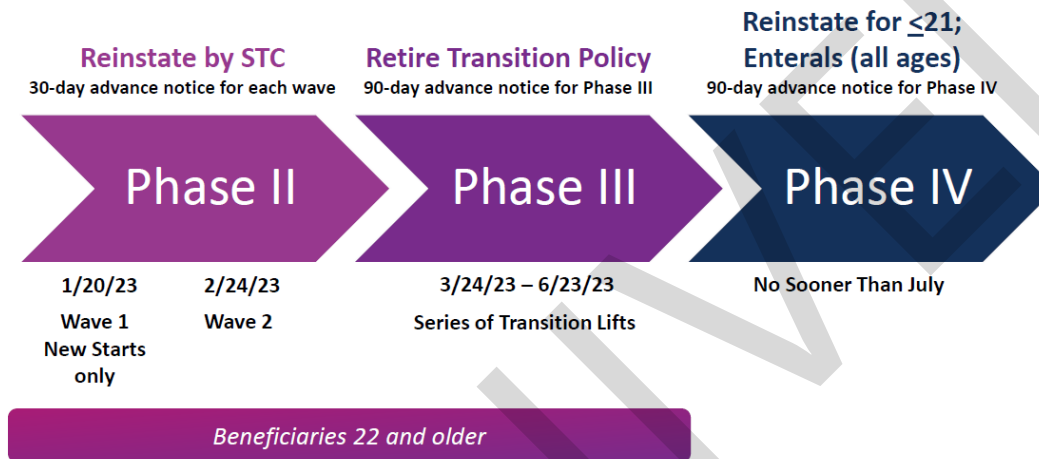 Reinstate by STC
30-day advance notice for each wave
Retire Transition Policy
90-day advance notice for Phase III
Reinstate for <21;
Enterals (all ages)
90-day advance notice for Phase IV
Phase II
Phase III
Phase IV
1/20/23
Wave 1
New Starts
only
2/24/23
Wave 2
3/24/23 – 6/23/23
Series of Transition Lifts
No Sooner Than July
Beneficiaries 22 and older